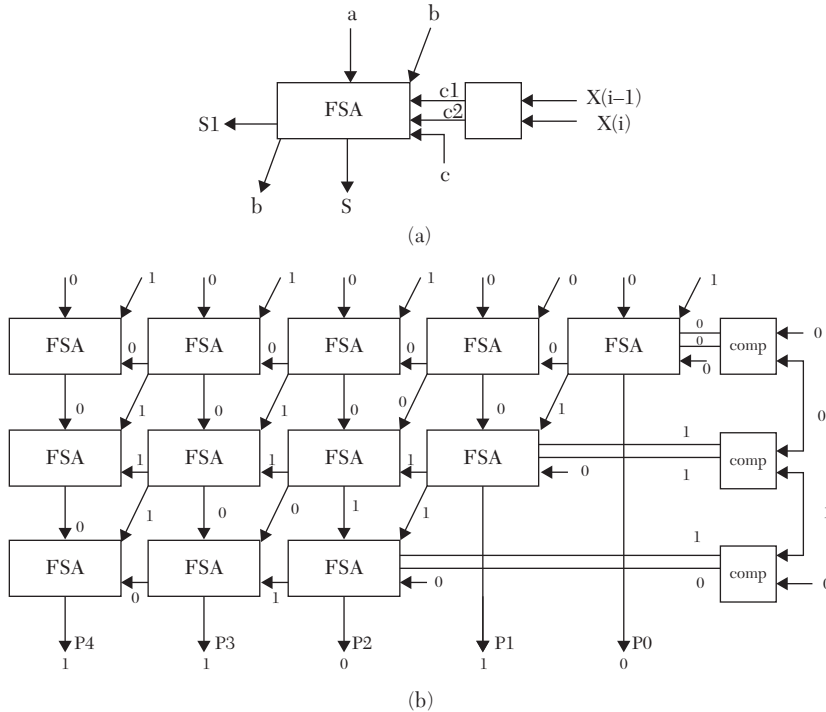 a b
c1
FSA X(i–1)
c2
S1 X(i)
c
b S
(a)
0 1 0 1 0 1 0 0 0 1
FSA FSA FSA FSA FSA 0 0 comp 0
0 0 0 0 0
0 1 0 1 0 0 0 1 0
FSA FSA FSA FSA 1 1 comp
1 1 1 0
0 1 0 0 1 1 1
FSA FSA FSA 1 0 comp 0
0 1 0
P4 P3 P2 P1 P0
1 1 0 1 0
(b)